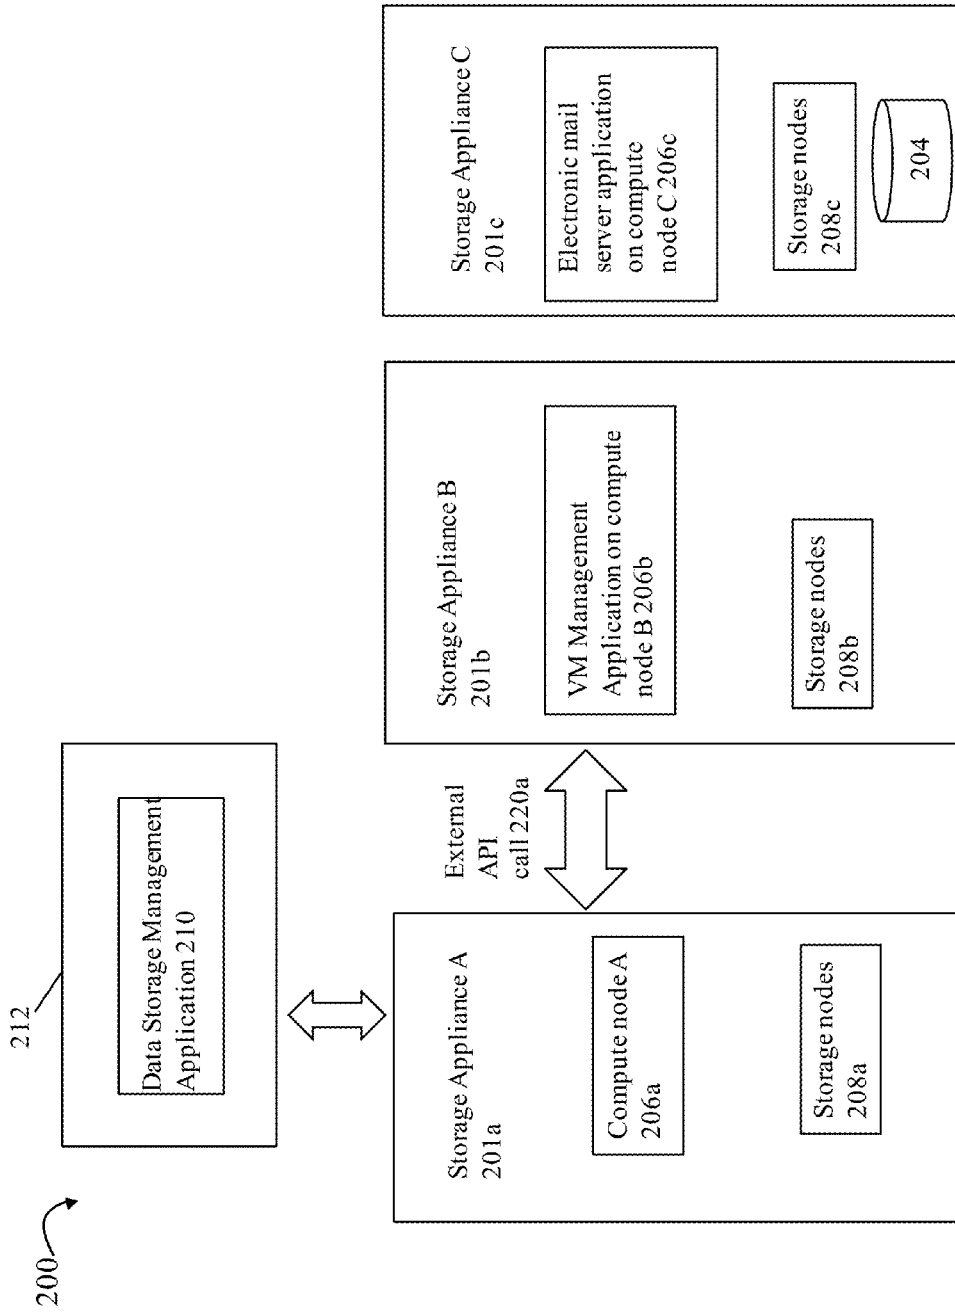 200
212
Data Storage Management
Application 210
Storage Appliance A
201a
Compute node A
206a
Storage nodes
208a
External
API
call 220a
Storage Appliance B
201b
VM Management
Application on compute
node B 206b
Storage nodes
208b
Storage Appliance C
201c
Electronic mail
server application
on compute
node C 206c
Storage nodes
208c
204